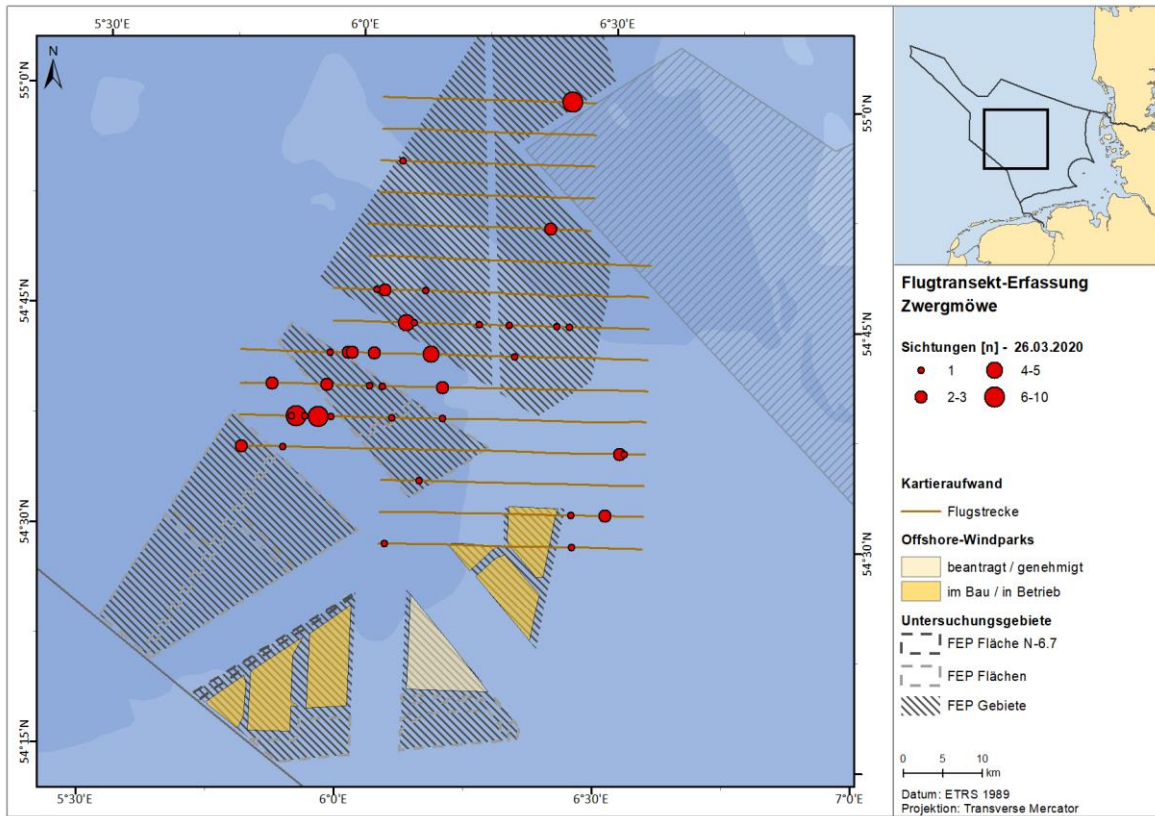 5°30'E
6°0'E
6°30'E
N
55°0'N
55°0'N
54°45'N
54°45'N
54°30'N
54°30'N
54°15'N
5°30'E
6°0'E
6°30'E
7°0'E
Flugtransekt-Erfassung
Zwergmöwe
Sichtungen [n] - 26.03.2020
1
4-5
2-3
6-10
Kartieraufwand
Flugstrecke
Offshore-Windparks
beantragt / genehmigt
im Bau / in Betrieb
Untersuchungsgebiete
FEP Fläche N-6.7
FEP Flächen
FEP Gebiete
0 5 10
km
Datum: ETRS 1989
Projektion: Transverse Mercator